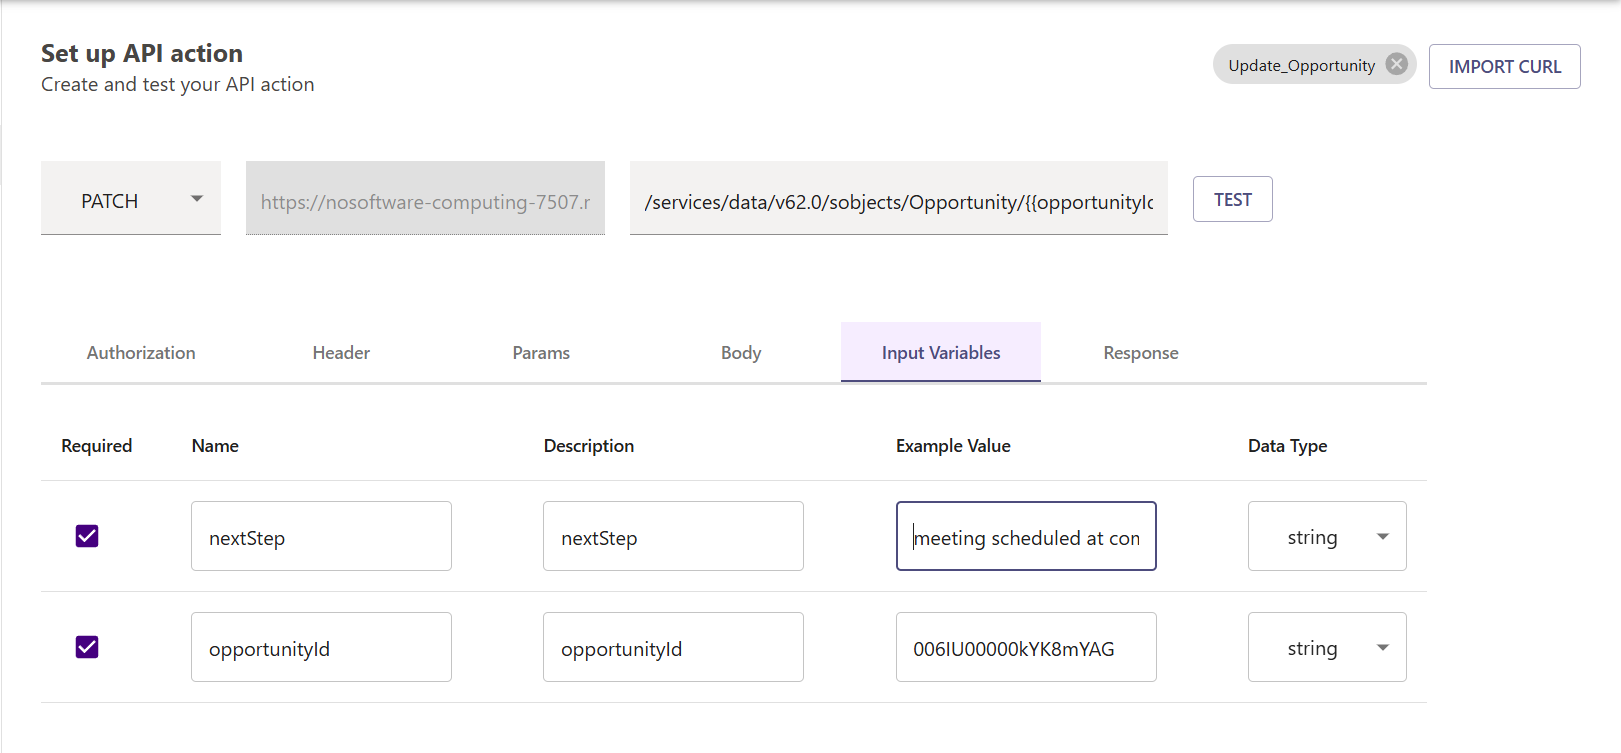 Set up API action
Create and test your API action
Update_Opportunity
IMPORT CURL
PATCH
https://nosoftware-computing-7507.r
/services/data/v62.0/sobjects/Opportunity/{{opportunityId
TEST
Authorization Header Params Body Input Variables Response
Required Name Description Example Value Data Type
nextStep nextStep meeting scheduled at con string
opportunityId opportunityId 006IU00000kYK8mYAG string